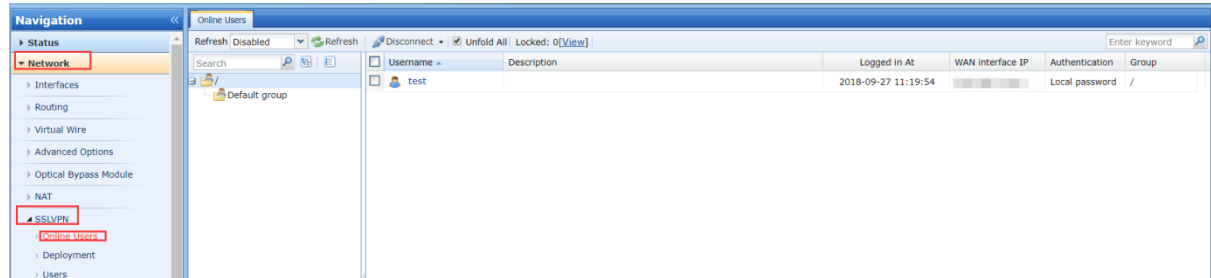 Navigation
Status
Network
Interfaces
Routing
Virtual Wire
Advanced Options
Optical Bypass Module
NAT
SSLVPN
Online Users
Deployment
Users
Online Users
Refresh Disabled Refresh Disconnect Unfold All Locked: 0[View] Enter keyword
Search
/
Default group
Username Description Logged in At WAN interface IP Authentication Group
test 2018-09-27 11:19:54 Local password /